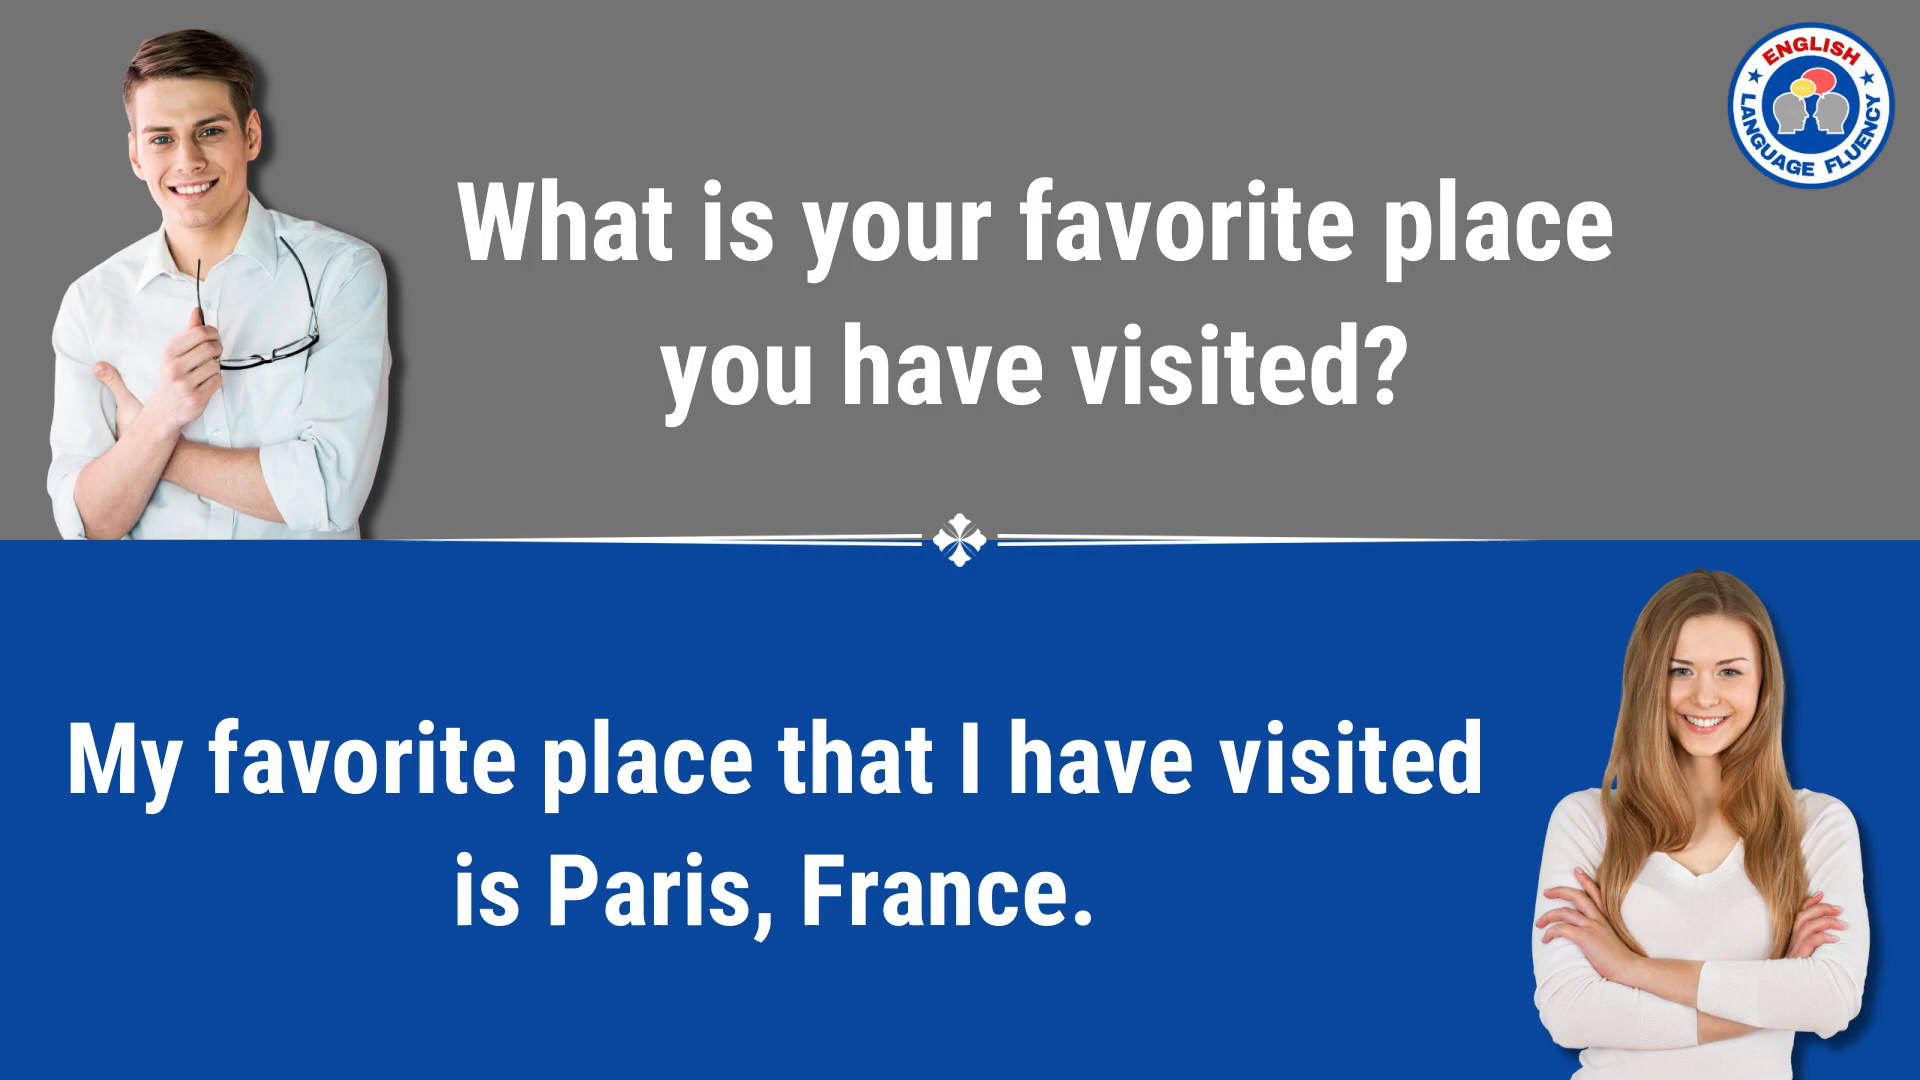 ENGLISH
LANGUAGE FLUENCY
What is your favorite place
you have visited?
My favorite place that I have visited
is Paris, France.